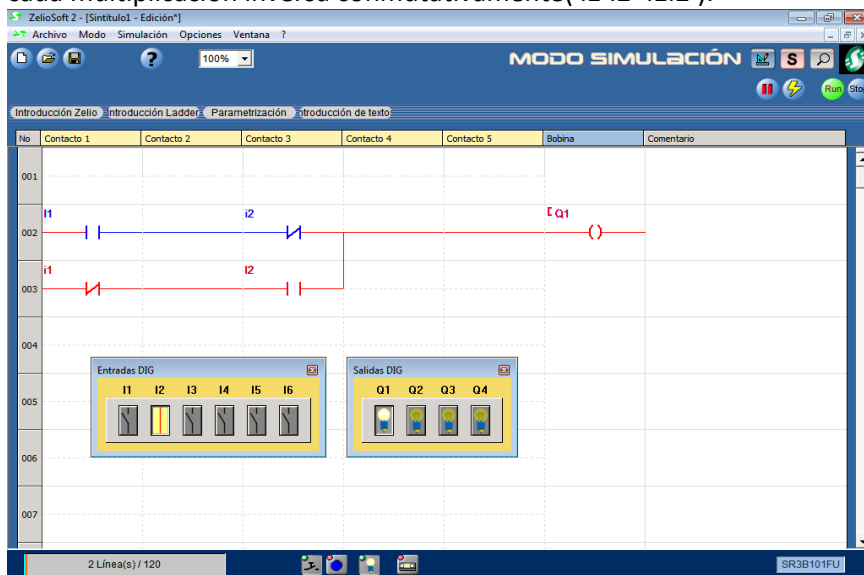 ZelioSoft 2 - [Sintítulo1 - Edición*]
Archivo Modo Simulación Opciones Ventana ?
100%
MODO SIMULACIÓN
S
Run Sto
Introducción Zelio ntroducción Ladder Parametrización ntroducción de texto
No Contacto 1 Contacto 2 Contacto 3 Contacto 4 Contacto 5 Bobina Comentario
001
I1 i2 [ Q1
002
i1 I2
003
004
Entradas DIG
I1 I2 I3 I4 I5 I6
Salidas DIG
Q1 Q2 Q3 Q4
005
006
007
2 Línea(s) / 120
SR3B101FU